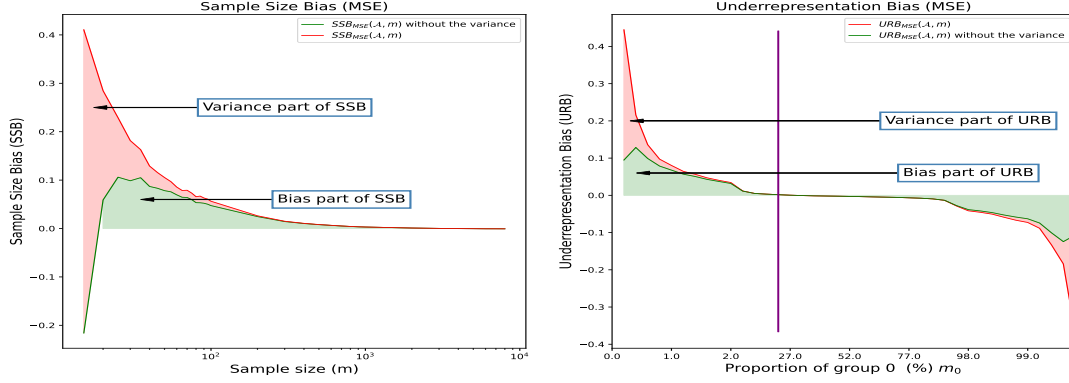 Sample Size Bias (MSE)
SSB_MSE(𝒜, m) without the variance
SSB_MSE(𝒜, m)
Variance part of SSB
Bias part of SSB
Sample Size Bias (SSB)
0.4
0.3
0.2
0.1
0.0
−0.1
−0.2
10²
10³
10⁴
Sample size (m)
Underrepresentation Bias (MSE)
URB_MSE(𝒜, m)
URB_MSE(𝒜, m) without the variance
Variance part of URB
Bias part of URB
Underrepresentation Bias (URB)
0.4
0.3
0.2
0.1
0.0
−0.1
−0.2
−0.3
−0.4
0.0 1.0 2.0 27.0 52.0 77.0 98.0 99.0
Proportion of group 0 (%) m₀